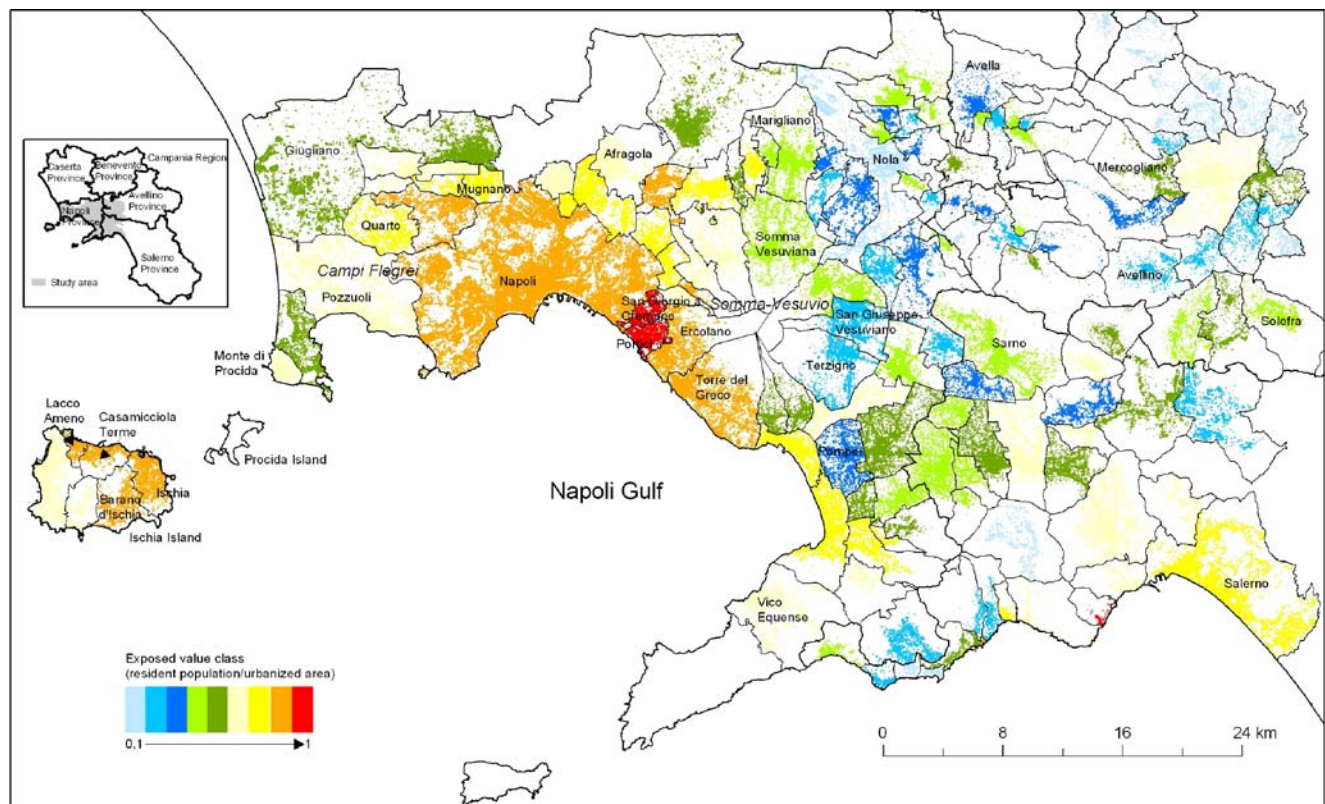 Caserta
Province
Benevento
Province
Campania Region
Avellino
Province
Salerno
Province
Study area
Giugliano
Mugnano
Quarto
Campi Flegrei
Pozzuoli
Napoli
Afragola
Marigliano
Nola
Avella
Mercogliano
Somma
Vesuviana
Avellino
San Giorgio a
Cremano
Somma-Vesuvio
Ercolano
San Giuseppe
Vesuviano
Sarno
Solofra
Terzigno
Torre del
Greco
Monte di
Procida
Procida Island
Lacco
Ameno
Casamicciola
Terme
Ischia
Barano
d'Ischia
Ischia Island
Pompei
Napoli Gulf
Vico
Equense
Salerno
Exposed value class
(resident population/urbanized area)
0.1
1
0 8 16 24 km